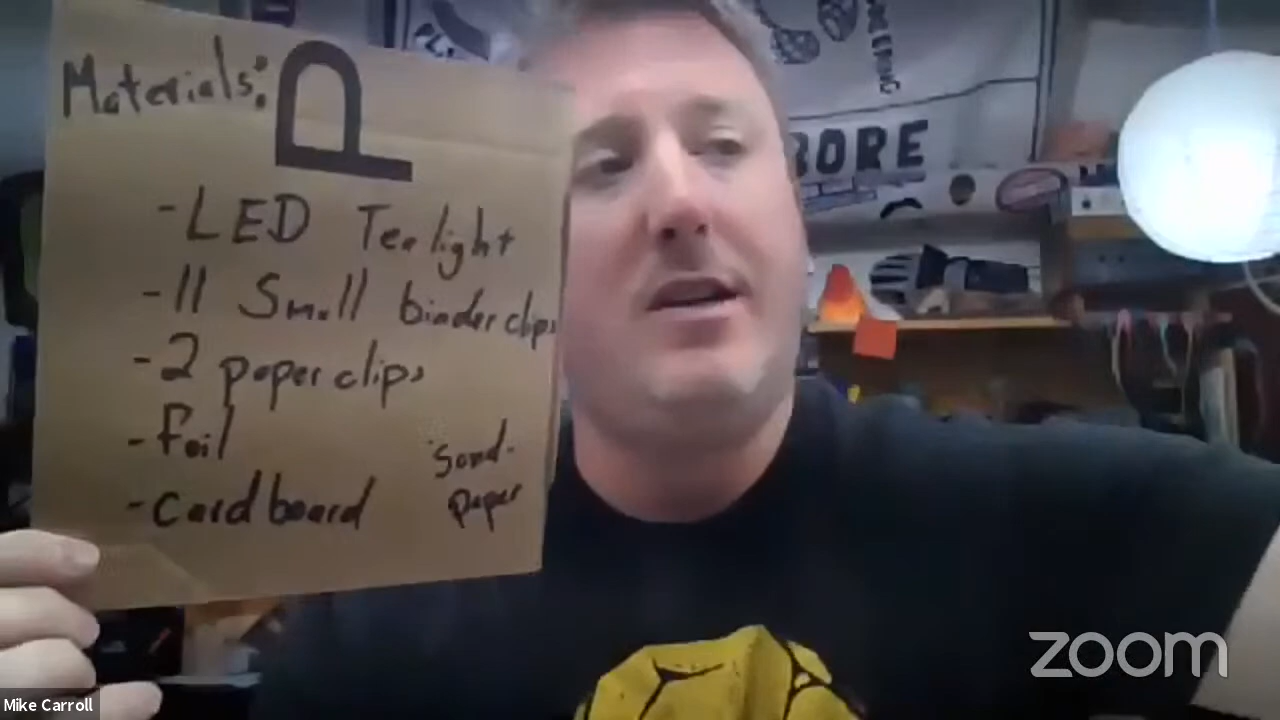 Materials:
D
-LED Tealight
-11 Small binder clips
-2 paper clips
-foil
-cardboard
sand-
paper
BORE
zoom
Mike Carroll